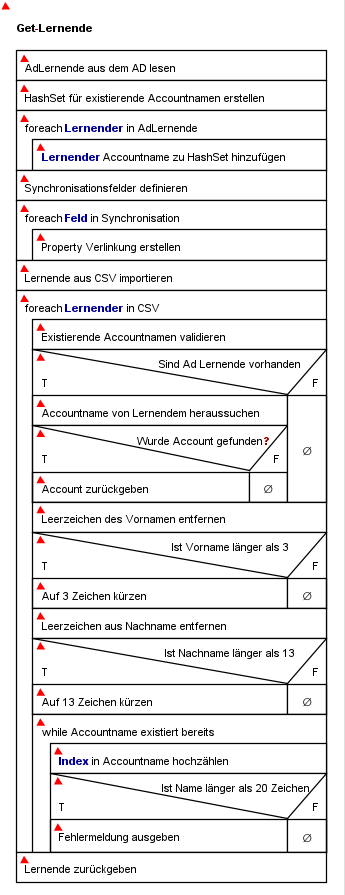 Get-Lernende
AdLernende aus dem AD lesen
HashSet für existierende Accountnamen erstellen
foreach Lernender in AdLernende
Lernender Accountname zu HashSet hinzufügen
Synchronisationsfelder definieren
foreach Feld in Synchronisation
Property Verlinkung erstellen
Lernende aus CSV importieren
foreach Lernender in CSV
Existierende Accountnamen validieren
Sind Ad Lernende vorhanden
T F
Accountname von Lernendem heraussuchen
Wurde Account gefunden?
T F
Ø
Account zurückgeben Ø
Leerzeichen des Vornamen entfernen
Ist Vorname länger als 3
T F
Auf 3 Zeichen kürzen Ø
Leerzeichen aus Nachname entfernen
Ist Nachname länger als 13
T F
Auf 13 Zeichen kürzen Ø
while Accountname existiert bereits
Index in Accountname hochzählen
Ist Name länger als 20 Zeichen
T F
Fehlermeldung ausgeben Ø
Lernende zurückgeben